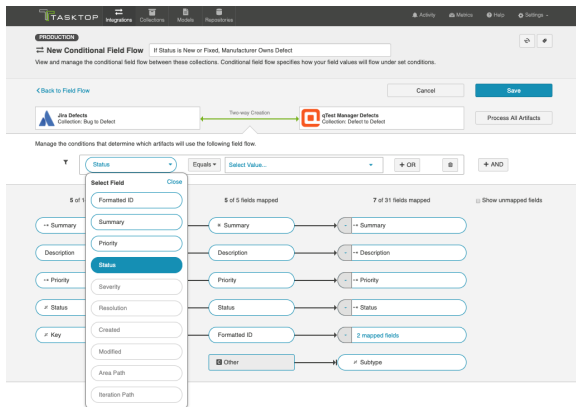 TASKTOP
Integrations
Collections
Models
Repositories
Activity
Metrics
Help
Settings
PRODUCTION
New Conditional Field Flow
If Status is New or Fixed, Manufacturer Owns Defect
View and manage the conditional field flow between these collections. Conditional field flow specifies how your field values will flow under set conditions.
Back to Field Flow
Cancel
Save
Jira Defects
Collection: Bug to Defect
Two-way Creation
qTest Manager Defects
Collection: Defect to Defect
Process All Artifacts
Manage the conditions that determine which artifacts will use the following field flow.
Status
Equals
Select Value...
+ OR
+ AND
Select Field
Close
Formatted ID
Summary
Priority
Status
Severity
Resolution
Created
Modified
Area Path
Iteration Path
5 of 5 fields mapped
7 of 31 fields mapped
Show unmapped fields
Summary
Summary
Summary
Description
Description
Description
Priority
Priority
Priority
Status
Status
Status
Key
Formatted ID
2 mapped fields
Other
Subtype